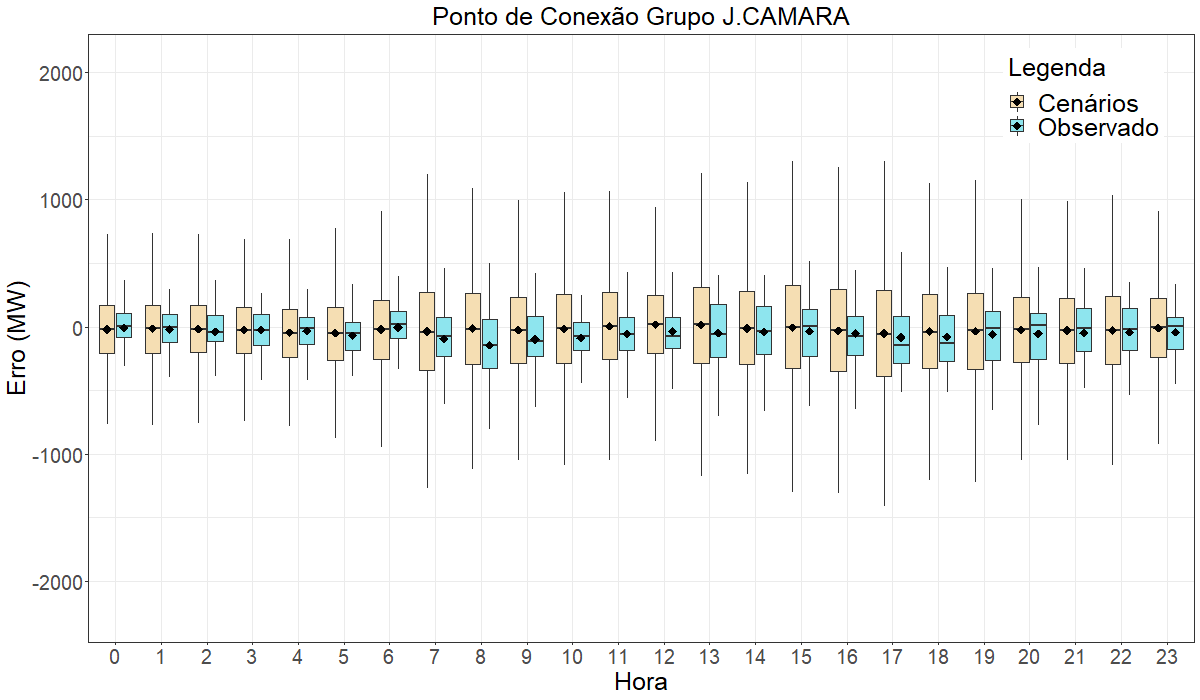 Ponto de Conexão Grupo J.CAMARA
Legenda
Cenários
Observado
Erro (MW)
2000
1000
0
-1000
-2000
0 1 2 3 4 5 6 7 8 9 10 11 12 13 14 15 16 17 18 19 20 21 22 23
Hora